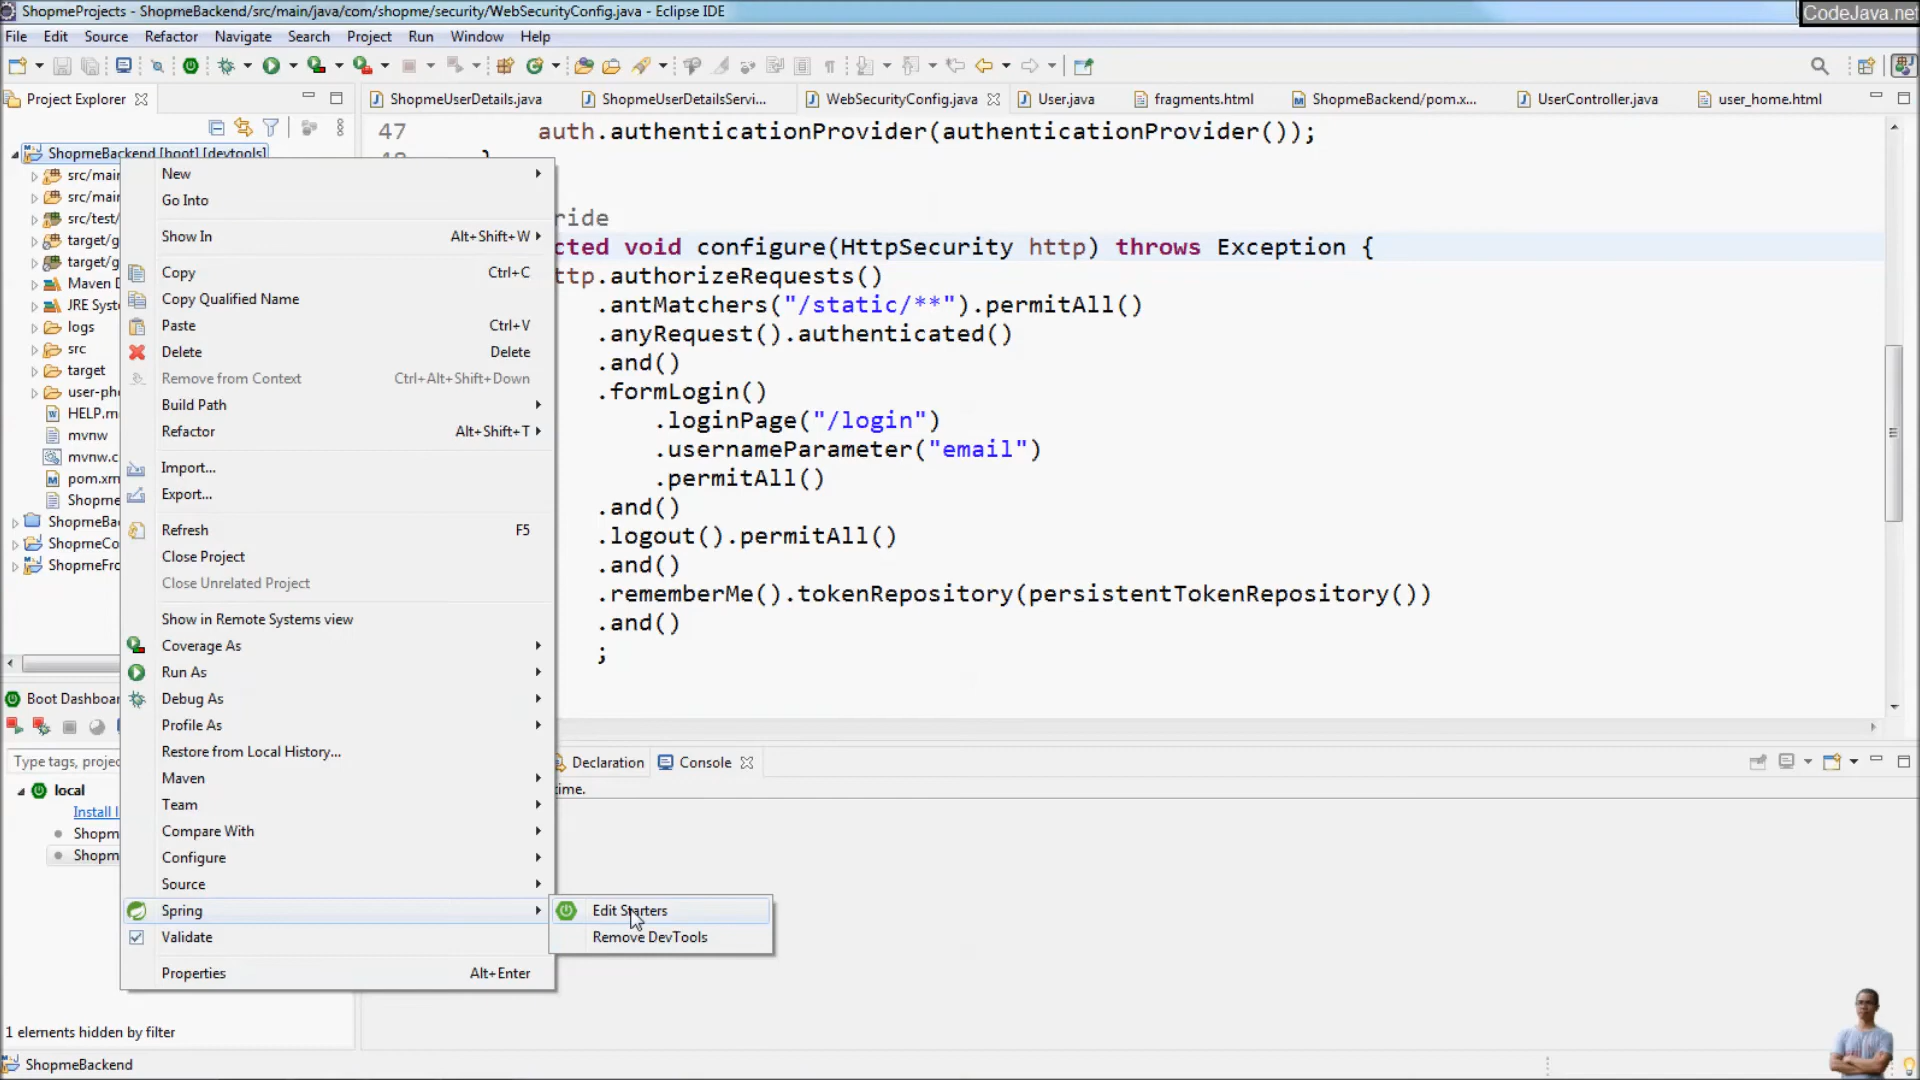 ShopmeProjects - ShopmeBackend/src/main/java/com/shopme/security/WebSecurityConfig.java - Eclipse IDE
CodeJava.net
File Edit Source Refactor Navigate Search Project Run Window Help
Project Explorer
ShopmeUserDetails.java ShopmeUserDetailsServi... WebSecurityConfig.java User.java fragments.html ShopmeBackend/pom.x... UserController.java user_home.html
ShopmeBackend [boot] [devtools]
src/main
src/main
src/test/
target/g
target/g
Maven D
JRE Syst
logs
src
target
user-pho
HELP.m
mvnw
mvnw.c
pom.xm
Shopme
ShopmeBa
ShopmeCo
ShopmeFro
New
Go Into
Show In Alt+Shift+W
Copy Ctrl+C
Copy Qualified Name
Paste Ctrl+V
Delete Delete
Remove from Context Ctrl+Alt+Shift+Down
Build Path
Refactor Alt+Shift+T
Import...
Export...
Refresh F5
Close Project
Close Unrelated Project
Show in Remote Systems view
Coverage As
Run As
Debug As
Profile As
Restore from Local History...
Maven
Team
Compare With
Configure
Source
Spring
Validate
Properties Alt+Enter
Edit Starters
Remove DevTools
47 auth.authenticationProvider(authenticationProvider());
}
ride
cted void configure(HttpSecurity http) throws Exception {
ttp.authorizeRequests()
.antMatchers("/static/**").permitAll()
.anyRequest().authenticated()
.and()
.formLogin()
.loginPage("/login")
.usernameParameter("email")
.permitAll()
.and()
.logout().permitAll()
.and()
.rememberMe().tokenRepository(persistentTokenRepository())
.and()
;
Declaration Console
time.
Boot Dashboar
Type tags, projec
local
Install l
Shopm
Shopm
1 elements hidden by filter
ShopmeBackend